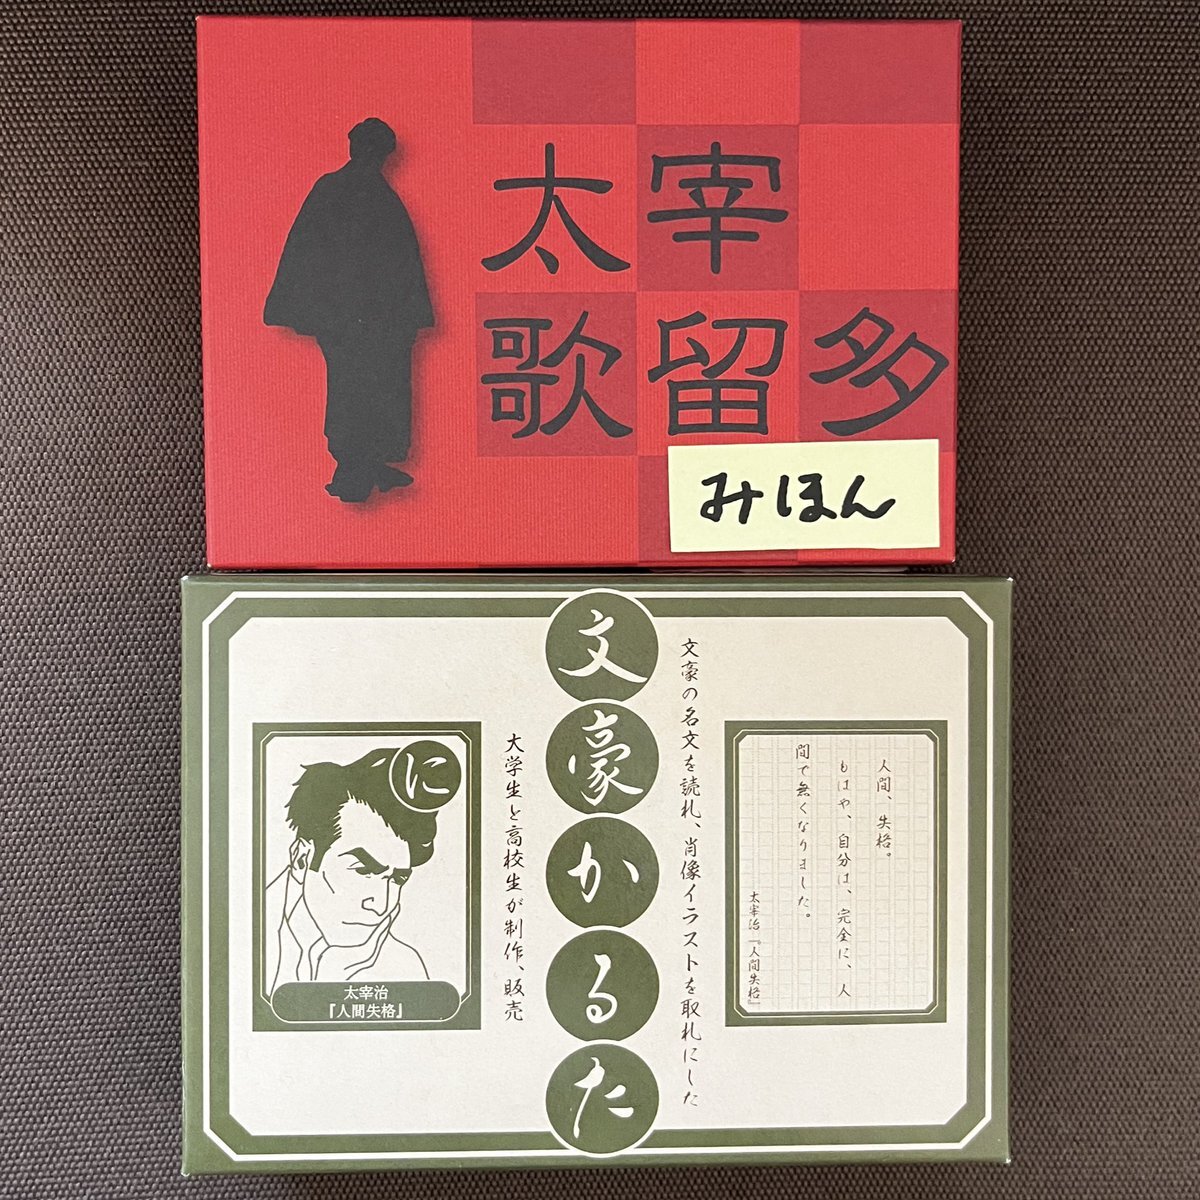 太宰
歌留多
みほん
文豪かるた
文豪の名文を読札、肖像イラストを取札にした
大学生と高校生が制作、販売
人間、失格。
もはや、自分は、完全に、人
間で無くなりました。
太宰治『人間失格』
に
太宰治
『人間失格』